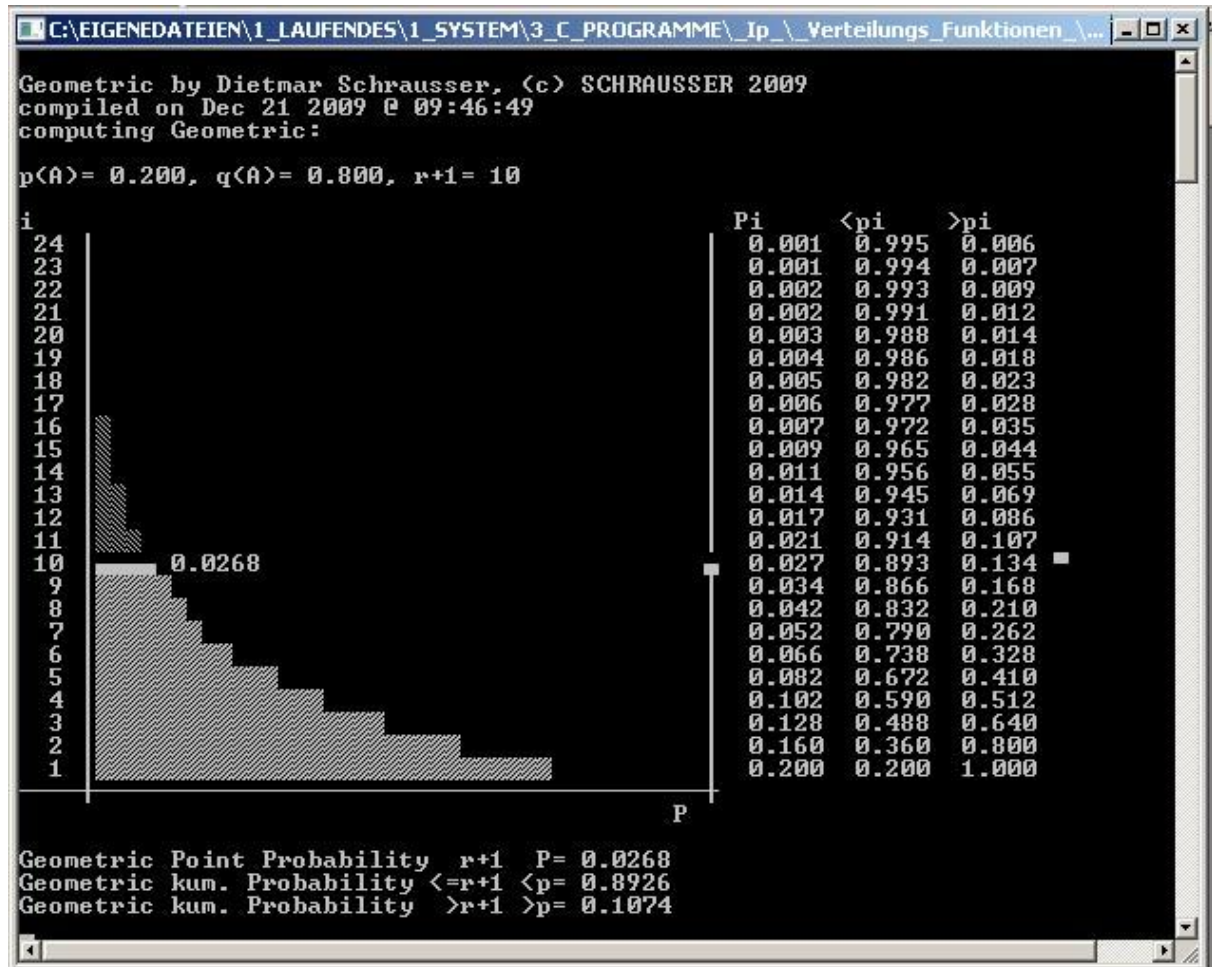 C:\EIGENEDATEIEN\1_LAUFENDES\1_SYSTEM\3_C_PROGRAMME\_Ip_\_Verteilungs_Funktionen_\...
Geometric by Dietmar Schrausser, (c) SCHRAUSSER 2009
compiled on Dec 21 2009 @ 09:46:49
computing Geometric:
p(A)= 0.200, q(A)= 0.800, r+1= 10
i Pi <pi >pi
24 0.001 0.995 0.006
23 0.001 0.994 0.007
22 0.002 0.993 0.009
21 0.002 0.991 0.012
20 0.003 0.988 0.014
19 0.004 0.986 0.018
18 0.005 0.982 0.023
17 0.006 0.977 0.028
16 0.007 0.972 0.035
15 0.009 0.965 0.044
14 0.011 0.956 0.055
13 0.014 0.945 0.069
12 0.017 0.931 0.086
11 0.021 0.914 0.107
10 0.0268 0.027 0.893 0.134
9 0.034 0.866 0.168
8 0.042 0.832 0.210
7 0.052 0.790 0.262
6 0.066 0.738 0.328
5 0.082 0.672 0.410
4 0.102 0.590 0.512
3 0.128 0.488 0.640
2 0.160 0.360 0.800
1 0.200 0.200 1.000
P
Geometric Point Probability r+1 P= 0.0268
Geometric kum. Probability <=r+1 <p= 0.8926
Geometric kum. Probability >r+1 >p= 0.1074